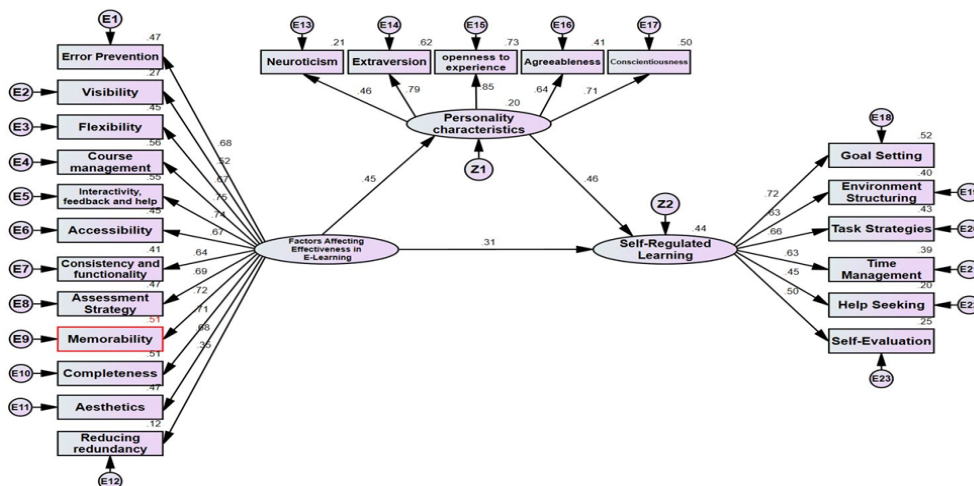 E1
.47
Error Prevention
.27
E2
Visibility
.45
E3
Flexibility
.56
E4
Course
management
.55
E5
Interactivity,
feedback and help
.45
E6
Accessibility
.41
E7
Consistency and
functionality
.47
E8
Assessment
Strategy
.51
E9
Memorability
.51
E10
Completeness
.47
E11
Aesthetics
.12
Reducing
redundancy
E12
.68
.52
.67
.75
.74
.67
.64
.69
.72
.71
.68
.35
Factors Affecting
Effectiveness in
E-Learning
.45
.31
E13
E14
E15
E16
E17
.21
.62
.73
.41
.50
Neuroticism
Extraversion
openness to
experience
Agreeableness
Conscientiousness
.46
.79
.85
.64
.71
.20
Personality
characteristics
Z1
.46
Z2
.44
Self-Regulated
Learning
.72
.63
.66
.63
.45
.50
E18
.52
Goal Setting
.40
Environment
Structuring
.43
Task Strategies
.39
Time
Management
.20
Help Seeking
.25
Self-Evaluation
E23